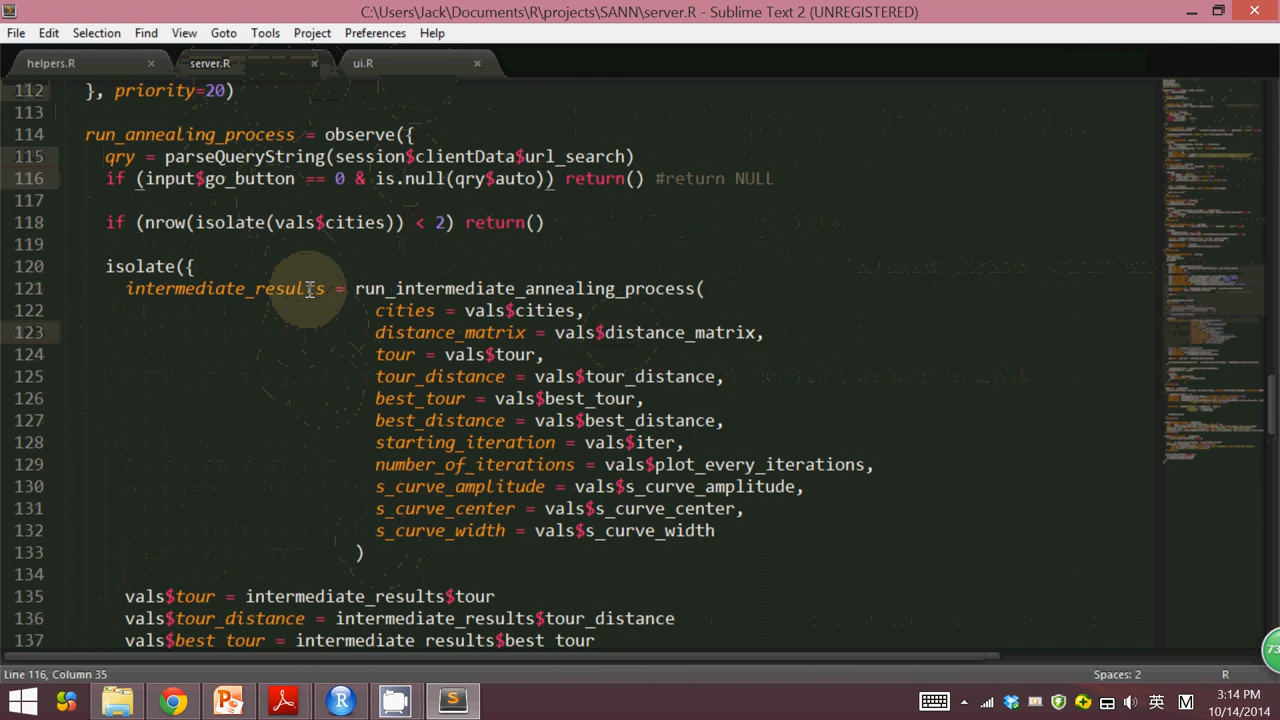 C:\Users\Jack\Documents\R\projects\SANN\server.R - Sublime Text 2 (UNREGISTERED)
File Edit Selection Find View Goto Tools Project Preferences Help
helpers.R × server.R × ui.R ×
112 }, priority=20)
113
114 run_annealing_process = observe({
115 qry = parseQueryString(session$clientData$url_search)
116 if (input$go_button == 0 & is.null(qry$auto)) return() #return NULL
117
118 if (nrow(isolate(vals$cities)) < 2) return()
119
120 isolate({
121 intermediate_results = run_intermediate_annealing_process(
122 cities = vals$cities,
123 distance_matrix = vals$distance_matrix,
124 tour = vals$tour,
125 tour_distance = vals$tour_distance,
126 best_tour = vals$best_tour,
127 best_distance = vals$best_distance,
128 starting_iteration = vals$iter,
129 number_of_iterations = vals$plot_every_iterations,
130 s_curve_amplitude = vals$s_curve_amplitude,
131 s_curve_center = vals$s_curve_center,
132 s_curve_width = vals$s_curve_width
133 )
134
135 vals$tour = intermediate_results$tour
136 vals$tour_distance = intermediate_results$tour_distance
137 vals$best_tour = intermediate_results$best_tour
73
Line 116, Column 35 Spaces: 2 R
英 M 3:14 PM
10/14/2014